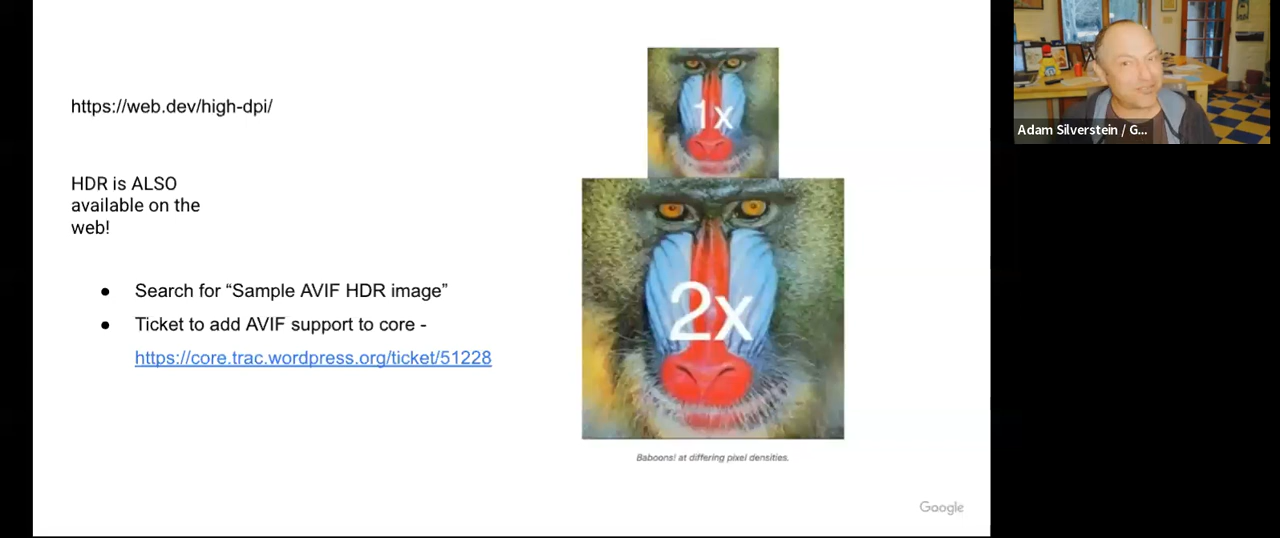 https://web.dev/high-dpi/
HDR is ALSO
available on the
web!
● Search for “Sample AVIF HDR image”
● Ticket to add AVIF support to core -
https://core.trac.wordpress.org/ticket/51228
1x
2x
Baboons! at differing pixel densities.
Google
Adam Silverstein / G...